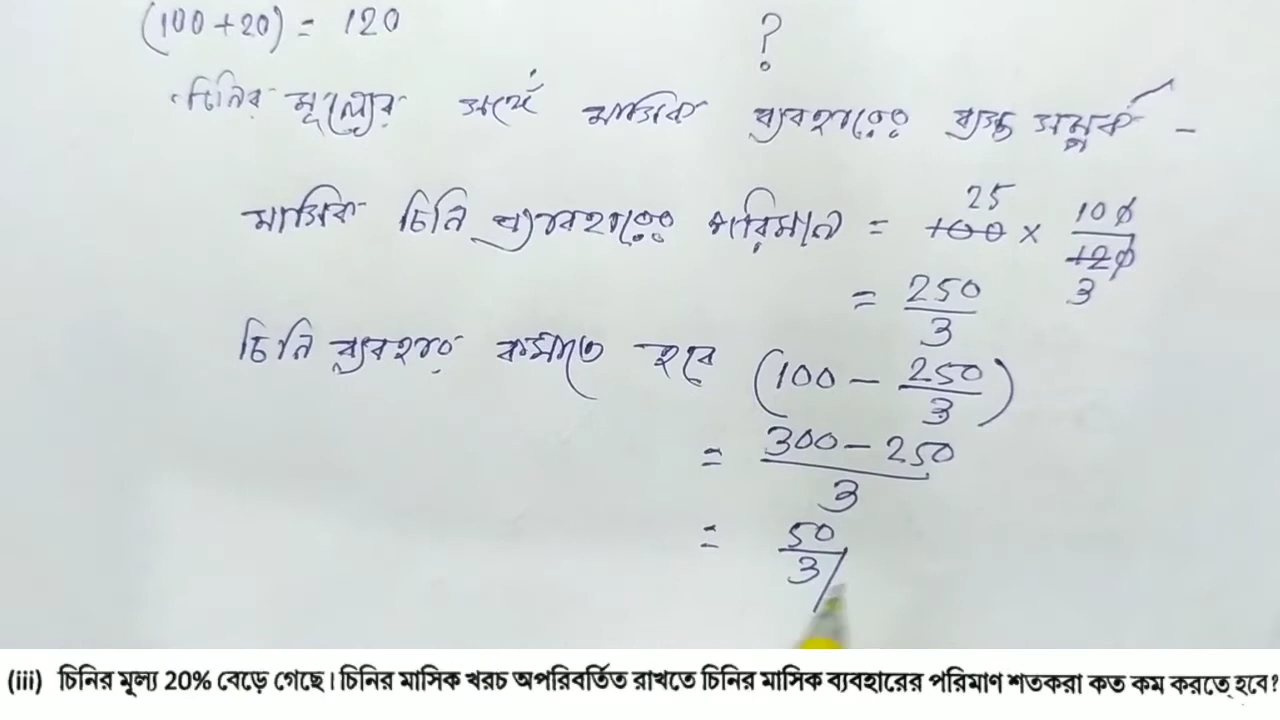 (100+20) = 120
?
চিনির মূল্যের সঙ্গে মাসিক ব্যবহারের ব্যস্ত সম্পর্ক -
মাসিক চিনি ব্যবহারের পরিমান = 100 × 100/120
25 3
= 250/3
চিনি ব্যবহার কমাতে হবে (100 - 250/3)
= 300-250/3
= 50/3
(iii) চিনির মূল্য 20% বেড়ে গেছে। চিনির মাসিক খরচ অপরিবর্তিত রাখতে চিনির মাসিক ব্যবহারের পরিমাণ শতকরা কত কম করতে হবে?